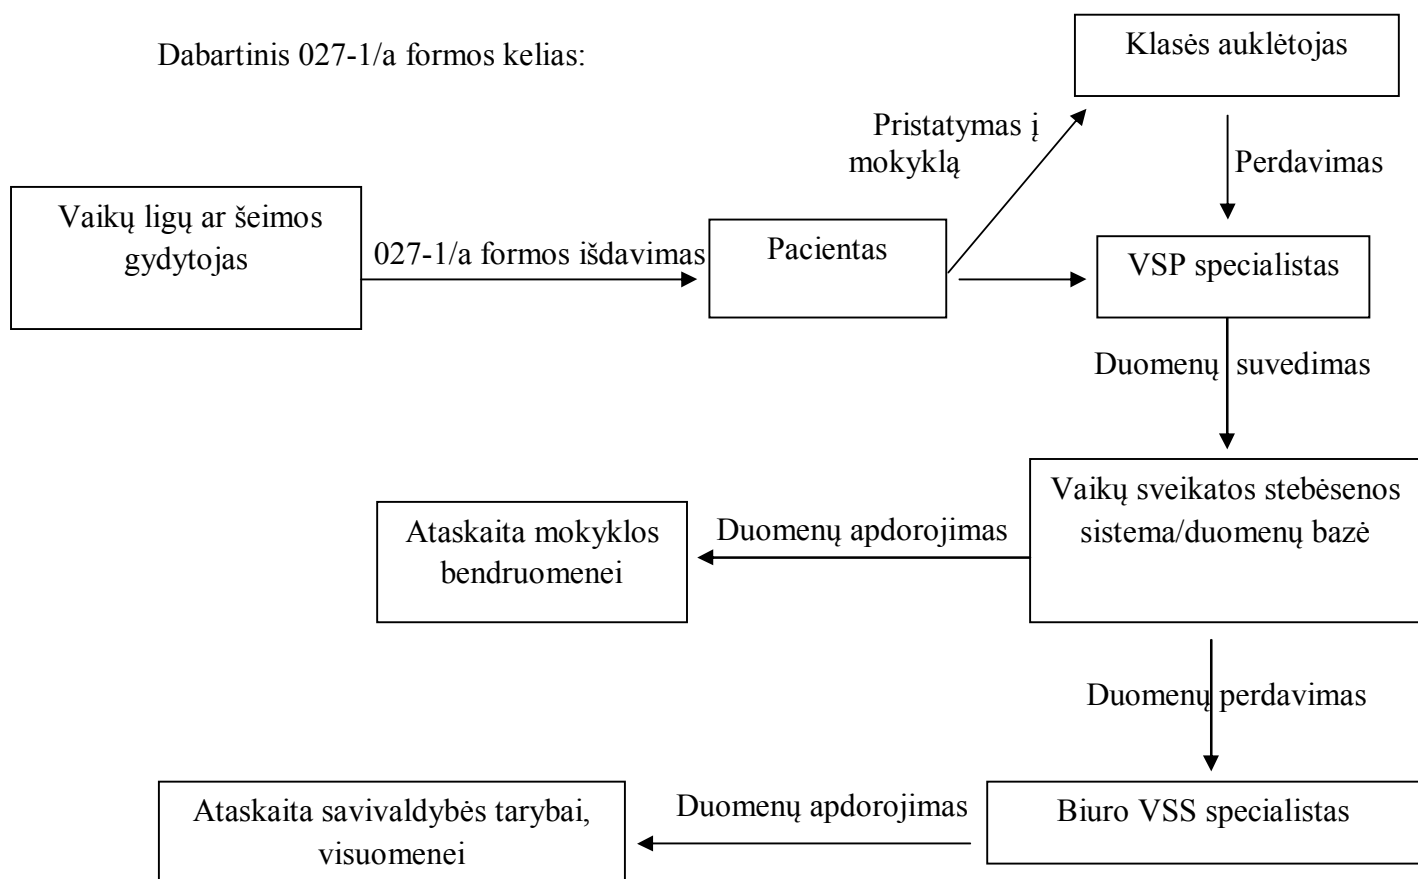 Dabartinis 027-1/a formos kelias:
Klasės auklėtojas
Pristatymas į
mokyklą
Perdavimas
Vaikų ligų ar šeimos
gydytojas
027-1/a formos išdavimas
Pacientas
VSP specialistas
Duomenų suvedimas
Vaikų sveikatos stebėsenos
sistema/duomenų bazė
Duomenų apdorojimas
Ataskaita mokyklos
bendruomenei
Duomenų perdavimas
Biuro VSS specialistas
Duomenų apdorojimas
Ataskaita savivaldybės tarybai,
visuomenei